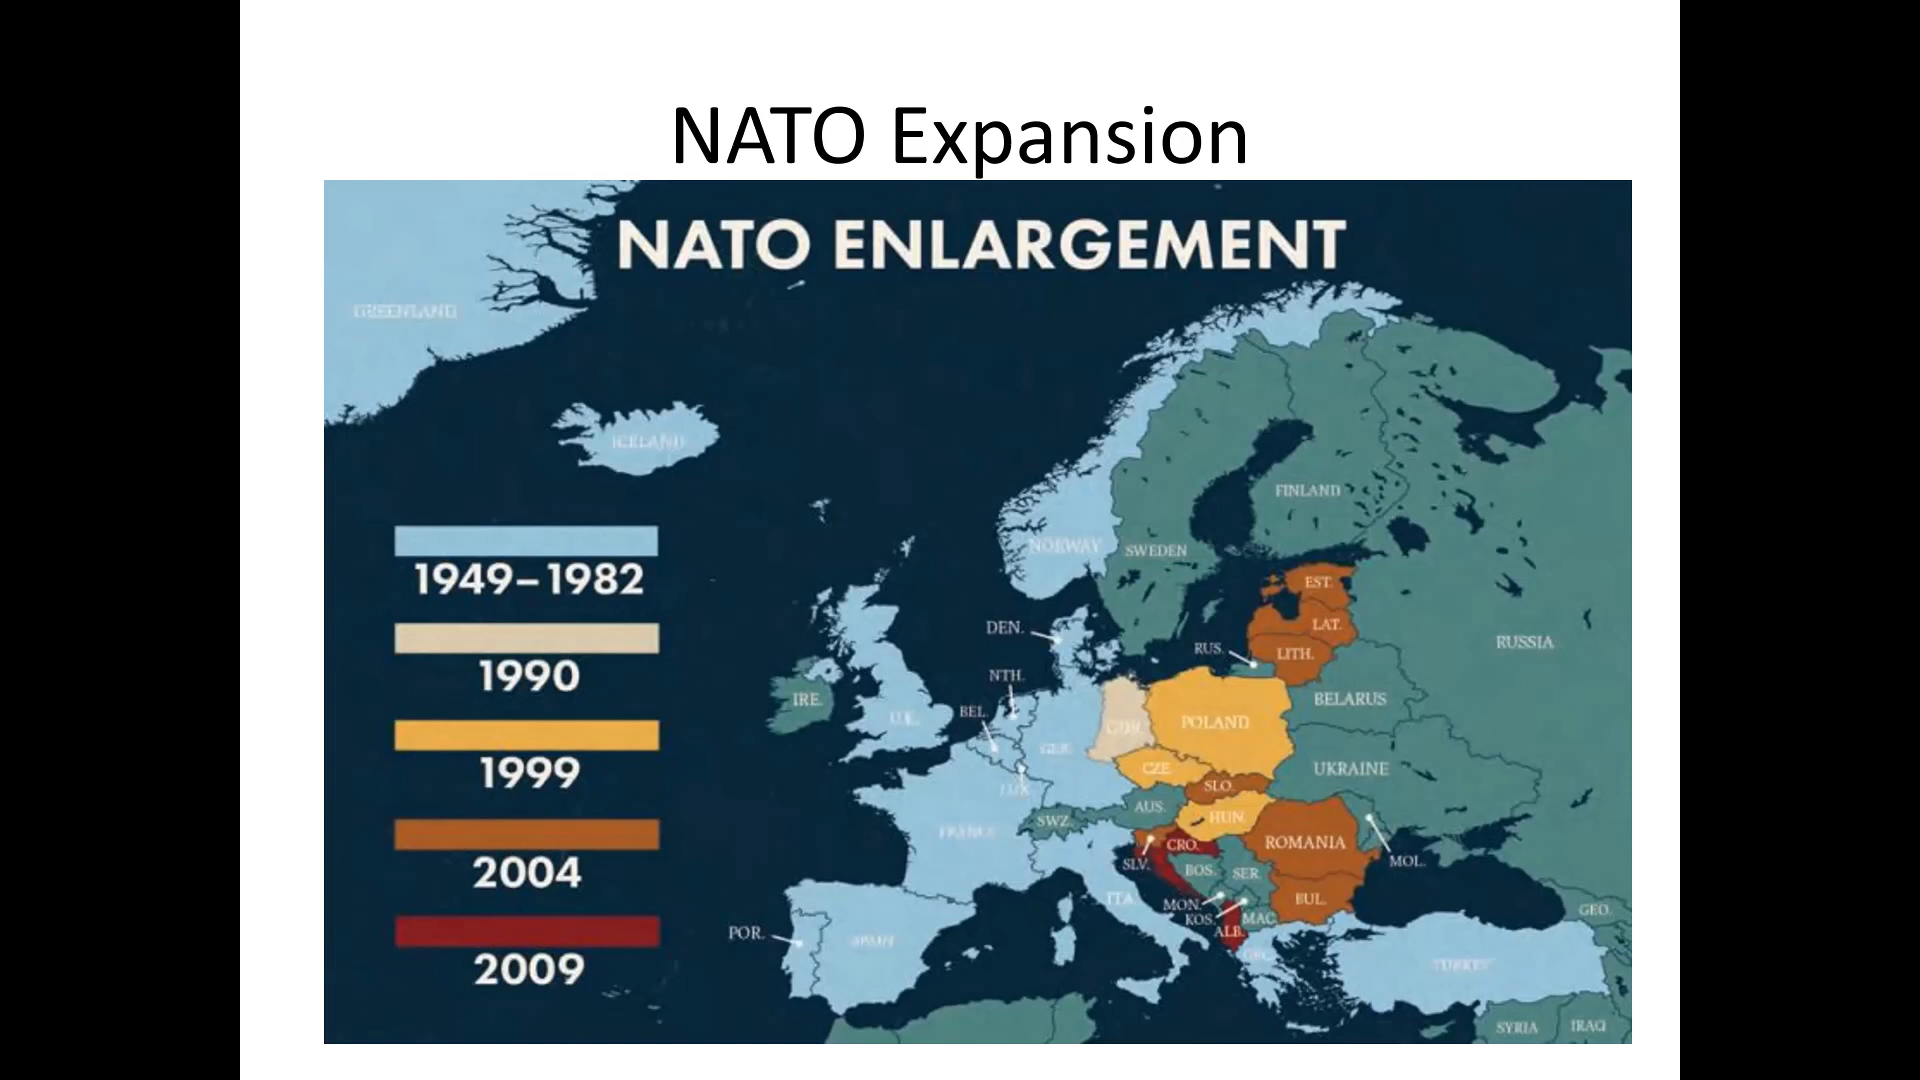 NATO Expansion
NATO ENLARGEMENT
GREENLAND
ICELAND
1949–1982
1990
1999
2004
2009
NORWAY
SWEDEN
FINLAND
EST.
LAT.
LITH.
RUS.
RUSSIA
DEN.
NTH.
BEL.
IRE.
U.K.
GER.
GDR.
POLAND
BELARUS
UKRAINE
CZE.
SLO.
LUX.
AUS.
SWZ.
HUN.
FRANCE
ROMANIA
CRO.
SLV.
MOL.
BOS.
SER.
ITA.
MON.
KOS.
MAC.
BUL.
ALB.
GEO.
POR.
SPAIN
GRC.
TURKEY
SYRIA
IRAQ